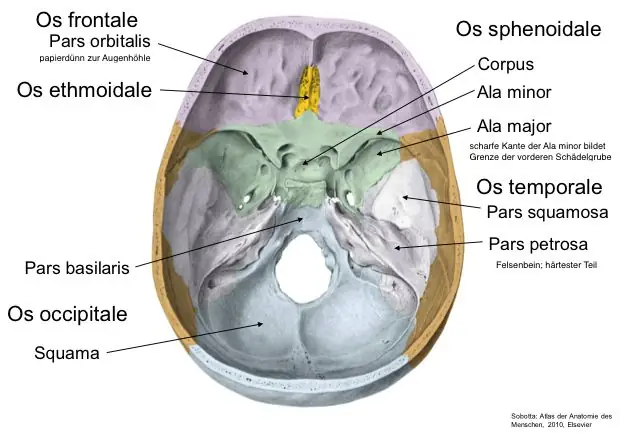 Os frontale
Pars orbitalis
papierdünn zur Augenhöhle
Os ethmoidale
Pars basilaris
Os occipitale
Squama
Os sphenoidale
Corpus
Ala minor
Ala major
scharfe Kante der Ala minor bildet
Grenze der vorderen Schädelgrube
Os temporale
Pars squamosa
Pars petrosa
Felsenbein; härtester Teil
Sobotta: Atlas der Anatomie des
Menschen, 2010, Elsevier